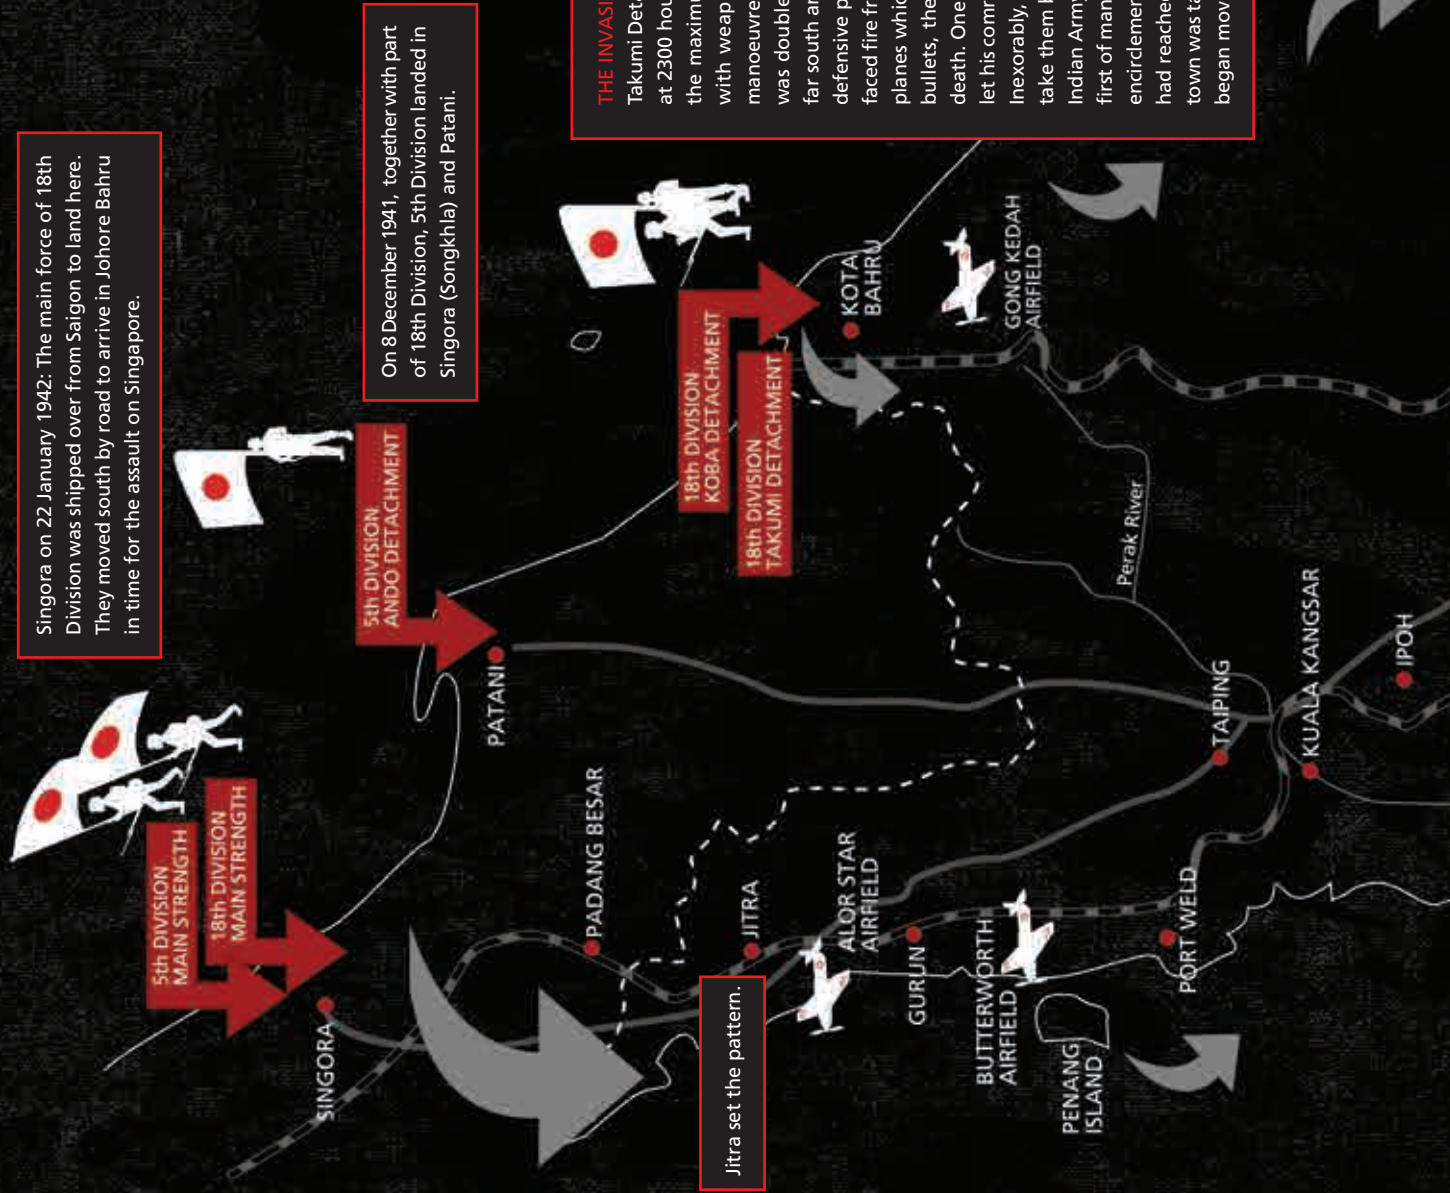 Singora on 22 January 1942: The main force of 18th
Division was shipped over from Saigon to land here.
They moved south by road to arrive in Johore Bahru
in time for the assault on Singapore.
5th DIVISION
MAIN STRENGTH
18th DIVISION
MAIN STRENGTH
SINGORA
On 8 December 1941, together with part
of 18th Division, 5th Division landed in
Singora (Songkhla) and Patani.
5th DIVISION
ANDO DETACHMENT
PATANI
PADANG BESAR
THE INVASI
Takumi Deta
at 2300 hou
the maximu
with weap
manoeuvre
was double
far south ar
defensive p
faced fire fr
planes whic
bullets, the
death. One
let his comm
Inexorably,
take them b
Indian Army
first of man
encirclemen
had reached
town was ta
began mov
18th DIVISION
KOBA DETACHMENT
18th DIVISION
TAKUMI DETACHMENT
Jitra set the pattern.
JITRA
ALOR STAR
AIRFIELD
KOTA
BAHRU
GURUN
BUTTERWORTH
AIRFIELD
GONG KEDAH
AIRFIELD
PENANG
ISLAND
Perak River
PORT WELD
TAIPING
KUALA KANGSAR
IPOH